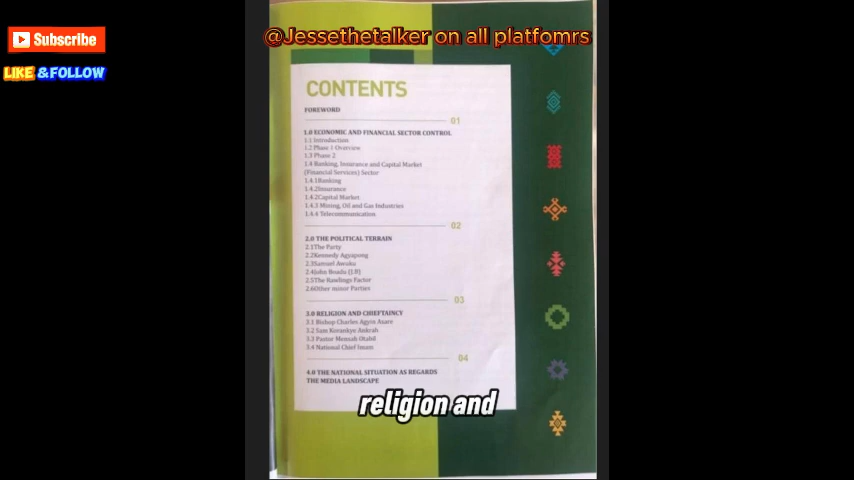 @Jessethetalker on all platfomrs
Subscribe
LIKE & FOLLOW
CONTENTS
FOREWORD
01
1.0 ECONOMIC AND FINANCIAL SECTOR CONTROL
1.1 Introduction
1.2 Phase 1 Overview
1.3 Phase 2
1.4 Banking, Insurance and Capital Market
(Financial Services) Sector
1.4.1Banking
1.4.2Insurance
1.4.2Capital Market
1.4.3 Mining, Oil and Gas Industries
1.4.4 Telecommunication
02
2.0 THE POLITICAL TERRAIN
2.1The Party
2.2Kennedy Agyapong
2.3Samuel Awuku
2.4John Boadu (LB)
2.5The Rawlings Factor
2.6Other minor Parties
03
3.0 RELIGION AND CHIEFTAINCY
3.1 Bishop Charles Agyin Asare
3.2 Sam Korankye Ankrah
3.3 Pastor Mensah Otabil
3.4 National Chief Imam
04
4.0 THE NATIONAL SITUATION AS REGARDS
THE MEDIA LANDSCAPE
religion and